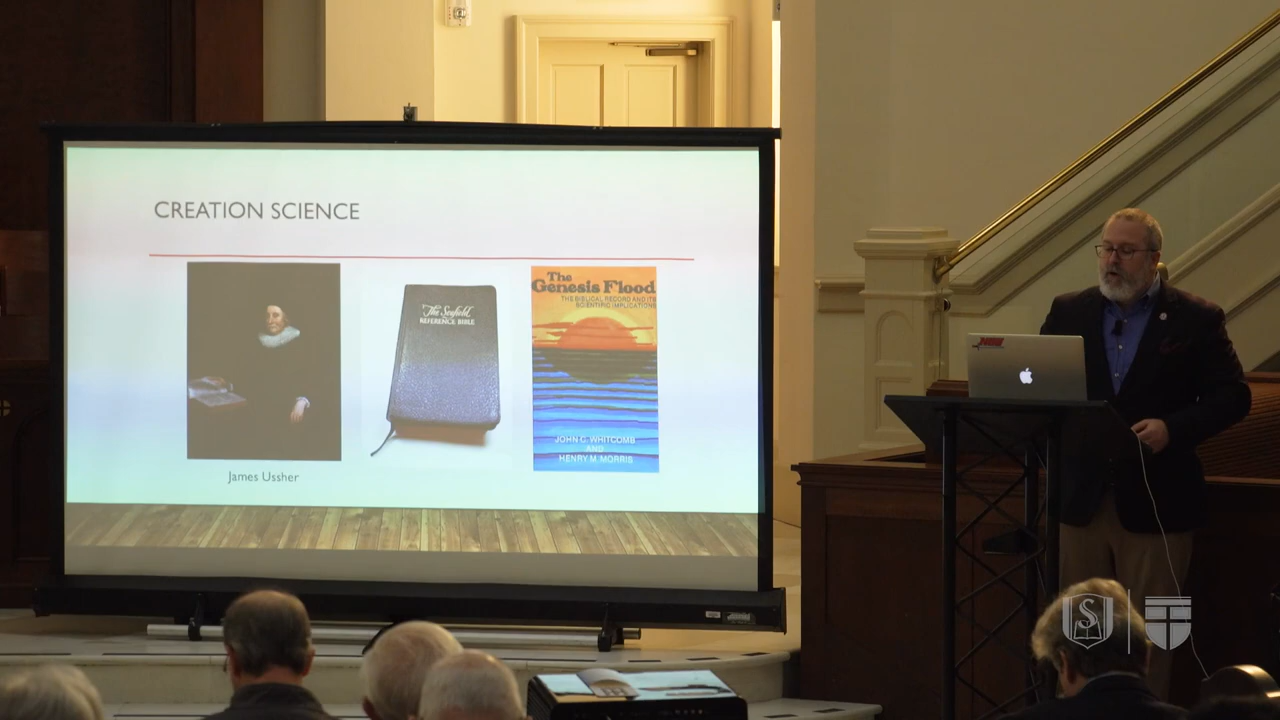 CREATION SCIENCE
The Scofield
REFERENCE BIBLE
The
Genesis Flood
THE BIBLICAL RECORD AND ITS
SCIENTIFIC IMPLICATIONS
JOHN C. WHITCOMB
AND
HENRY M. MORRIS
James Ussher